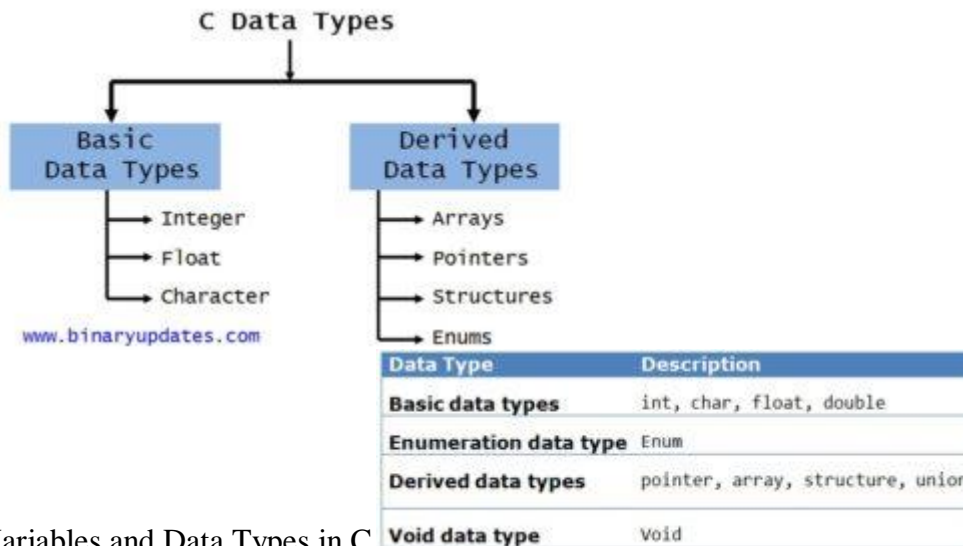 C Data Types
Basic
Data Types
Derived
Data Types
Integer
Float
Character
www.binaryupdates.com
Arrays
Pointers
Structures
Enums
Data Type Description
Basic data types int, char, float, double
Enumeration data type Enum
Derived data types pointer, array, structure, union
Void data type Void
and Data Types in C